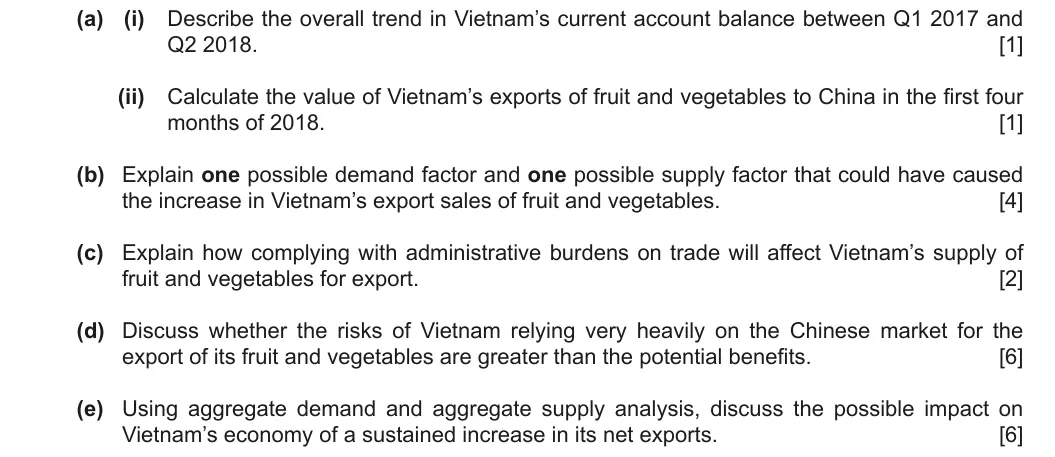 (a) (i) Describe the overall trend in Vietnam’s current account balance between Q1 2017 and
Q2 2018. [1]
(ii) Calculate the value of Vietnam’s exports of fruit and vegetables to China in the first four
months of 2018. [1]
(b) Explain one possible demand factor and one possible supply factor that could have caused
the increase in Vietnam’s export sales of fruit and vegetables. [4]
(c) Explain how complying with administrative burdens on trade will affect Vietnam’s supply of
fruit and vegetables for export. [2]
(d) Discuss whether the risks of Vietnam relying very heavily on the Chinese market for the
export of its fruit and vegetables are greater than the potential benefits. [6]
(e) Using aggregate demand and aggregate supply analysis, discuss the possible impact on
Vietnam’s economy of a sustained increase in its net exports. [6]